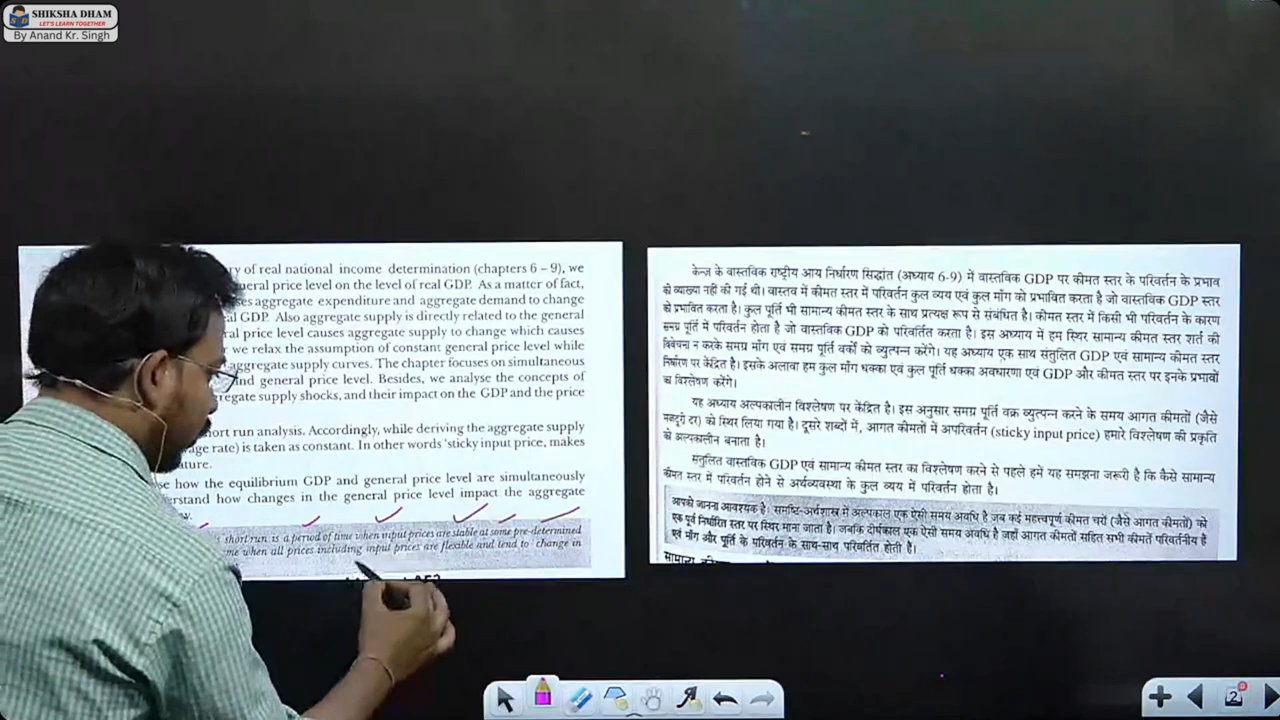 SHIKSHA DHAM
LET'S LEARN TOGETHER
By Anand Kr. Singh
ry of real national income determination (chapters 6 – 9), we
neral price level on the level of real GDP. As a matter of fact,
ses aggregate expenditure and aggregate demand to change
al GDP. Also aggregate supply is directly related to the general
ral price level causes aggregate supply to change which causes
we relax the assumption of constant general price level while
aggregate supply curves. The chapter focuses on simultaneous
and general price level. Besides, we analyse the concepts of
regate supply shocks, and their impact on the GDP and the price
ort run analysis. Accordingly, while deriving the aggregate supply
age rate) is taken as constant. In other words 'sticky input price, makes
ature.
se how the equilibrium GDP and general price level are simultaneously
erstand how changes in the general price level impact the aggregate
short run is a period of time when input prices are stable at some pre-determined
me when all prices including input prices are flexible and tend to change in
केन्ज के वास्तविक राष्ट्रीय आय निर्धारण सिद्धांत (अध्याय 6-9) में वास्तविक GDP पर कीमत स्तर के परिवर्तन के प्रभाव
की व्याख्या नही की गई थी। वास्तव में कीमत स्तर में परिवर्तन कुल व्यय एवं कुल माँग को प्रभावित करता है जो वास्तविक GDP स्तर
को प्रभावित करता है। कुल पूर्ति भी सामान्य कीमत स्तर के साथ प्रत्यक्ष रूप से संबंधित है। कीमत स्तर में किसी भी परिवर्तन के कारण
समग्र पूर्ति में परिवर्तन होता है जो वास्तविक GDP को परिवर्तित करता है। इस अध्याय में हम स्थिर सामान्य कीमत स्तर शर्त की
विवेचना न करके समग्र माँग एवं समग्र पूर्ति वक्रों को व्युत्पन्न करेंगे। यह अध्याय एक साथ संतुलित GDP एवं सामान्य कीमत स्तर
निर्धारण पर केंद्रित है। इसके अलावा हम कुल माँग धक्का एवं कुल पूर्ति धक्का अवधारणा एवं GDP और कीमत स्तर पर इनके प्रभावों
का विश्लेषण करेंगे।
यह अध्याय अल्पकालीन विश्लेषण पर केंद्रित है। इस अनुसार समग्र पूर्ति वक्र व्युत्पन्न करने के समय आगत कीमतों (जैसे
मजदूरी दर) को स्थिर लिया गया है। दूसरे शब्दों में, आगत कीमतों में अपरिवर्तन (sticky input price) हमारे विश्लेषण की प्रकृति
को अल्पकालीन बनाता है।
संतुलित वास्तविक GDP एवं सामान्य कीमत स्तर का विश्लेषण करने से पहले हमें यह समझना जरूरी है कि कैसे सामान्य
कीमत स्तर में परिवर्तन होने से अर्थव्यवस्था के कुल व्यय में परिवर्तन होता है।
आपको जानना आवश्यक है: समष्टि-अर्थशास्त्र में अल्पकाल एक ऐसी समय अवधि है जब कई महत्त्वपूर्ण कीमत चरों (जैसे आगत कीमतों) को
एक पूर्व निर्धारित स्तर पर स्थिर माना जाता है। जबकि दीर्घकाल एक ऐसी समय अवधि है जहाँ आगत कीमतों सहित सभी कीमतें परिवर्तनीय हैं
एवं माँग और पूर्ति के परिवर्तन के साथ-साथ परिवर्तित होती है।
2